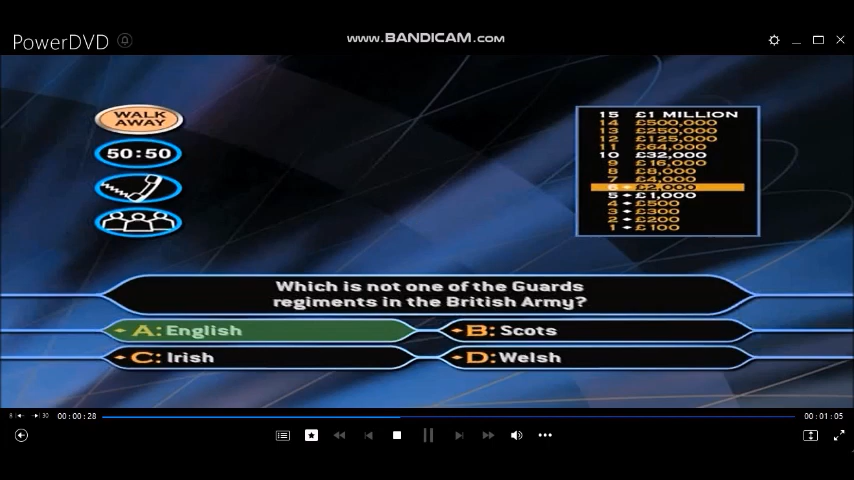 PowerDVD
www.BANDICAM.com
WALK
AWAY
50:50
15 £1 MILLION
14 £500,000
13 £250,000
12 £125,000
11 £64,000
10 £32,000
9 £16,000
8 £8,000
7 £4,000
6 ♦ £2,000
5 ♦ £1,000
4 ♦ £500
3 ♦ £300
2 ♦ £200
1 ♦ £100
Which is not one of the Guards
regiments in the British Army?
A: English
B: Scots
C: Irish
D: Welsh
8 30 00:00:28 00:01:05